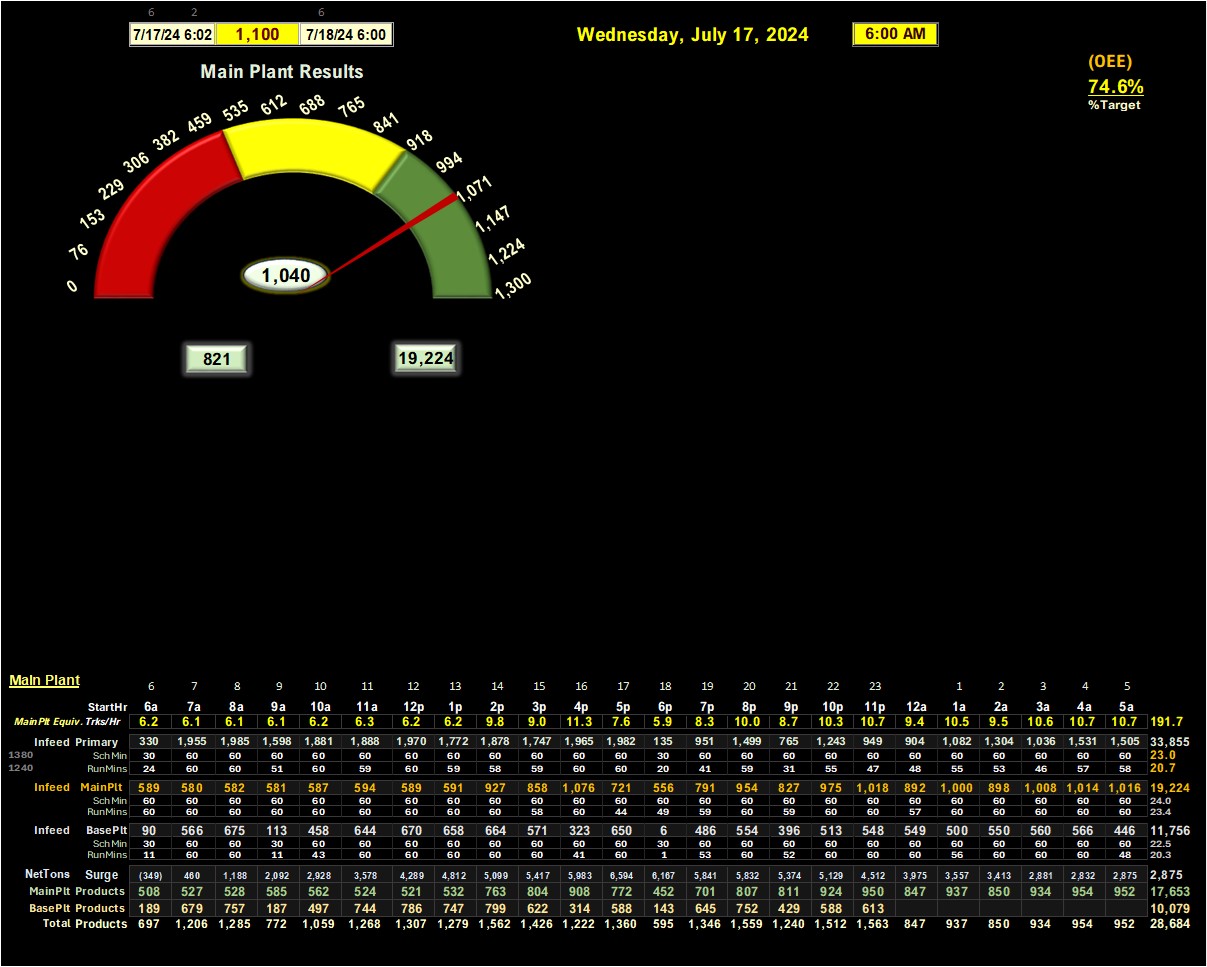 6 2 6
7/17/24 6:02 1,100 7/18/24 6:00 Wednesday, July 17, 2024 6:00 AM
(OEE)
74.6%
%Target
Main Plant Results
0 76 153 229 306 382 459 535 612 688 765 841 918 994 1,071 1,147 1,224 1,300
1,040
821 19,224
Main Plant
6 7 8 9 10 11 12 13 14 15 16 17 18 19 20 21 22 23 1 2 3 4 5
StartHr 6a 7a 8a 9a 10a 11a 12p 1p 2p 3p 4p 5p 6p 7p 8p 9p 10p 11p 12a 1a 2a 3a 4a 5a
MainPlt Equiv. Trks/Hr 6.2 6.1 6.1 6.1 6.2 6.3 6.2 6.2 9.8 9.0 11.3 7.6 5.9 8.3 10.0 8.7 10.3 10.7 9.4 10.5 9.5 10.6 10.7 10.7 191.7
Infeed Primary 330 1,955 1,985 1,598 1,881 1,888 1,970 1,772 1,878 1,747 1,965 1,982 135 951 1,499 765 1,243 949 904 1,082 1,304 1,036 1,531 1,505 33,855
1380 SchMin 30 60 60 60 60 60 60 60 60 60 60 60 30 60 60 60 60 60 60 60 60 60 60 60 23.0
1240 RunMins 24 60 60 51 60 59 60 59 58 59 60 60 20 41 59 31 55 47 48 55 53 46 57 58 20.7
Infeed MainPlt 589 580 582 581 587 594 589 591 927 858 1,076 721 556 791 954 827 975 1,018 892 1,000 898 1,008 1,014 1,016 19,224
SchMin 60 60 60 60 60 60 60 60 60 60 60 60 60 60 60 60 60 60 60 60 60 60 60 60 24.0
RunMins 60 60 60 60 60 60 60 60 60 58 60 44 49 60 60 59 60 60 57 60 60 60 60 60 23.4
Infeed BasePlt 90 566 675 113 458 644 670 658 664 571 323 650 6 486 554 396 513 548 549 500 550 560 566 446 11,756
SchMin 30 60 60 30 60 60 60 60 60 60 60 60 30 60 60 60 60 60 60 60 60 60 60 60 22.5
RunMins 11 60 60 11 43 60 60 60 60 60 41 60 1 53 60 52 60 60 60 56 60 60 60 48 20.3
NetTons Surge (349) 460 1,188 2,092 2,928 3,578 4,289 4,812 5,099 5,417 5,983 6,594 6,167 5,841 5,832 5,374 5,129 4,512 3,975 3,557 3,413 2,881 2,832 2,875 2,875
MainPlt Products 508 527 528 585 562 524 521 532 763 804 908 772 452 701 807 811 924 950 847 937 850 934 954 952 17,653
BasePlt Products 189 679 757 187 497 744 786 747 799 622 314 588 143 645 752 429 588 613 10,079
Total Products 697 1,206 1,285 772 1,059 1,268 1,307 1,279 1,562 1,426 1,222 1,360 595 1,346 1,559 1,240 1,512 1,563 847 937 850 934 954 952 28,684